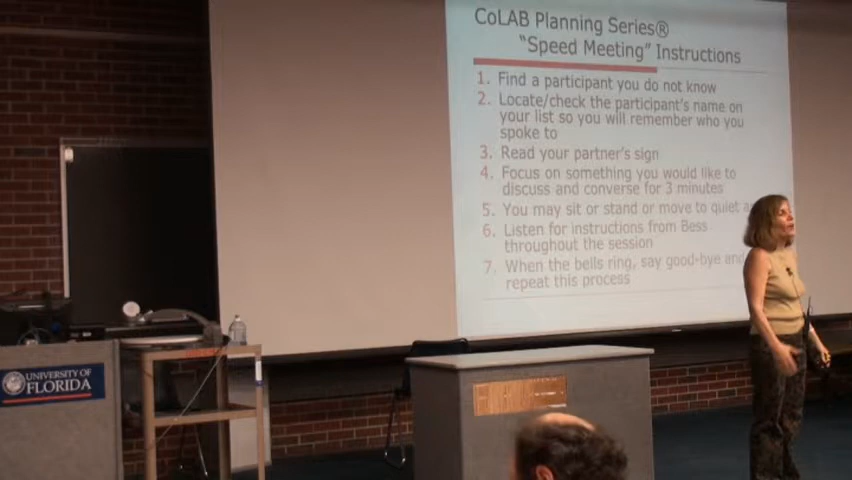 CoLAB Planning Series®
"Speed Meeting" Instructions
1. Find a participant you do not know
2. Locate/check the participant's name on
your list so you will remember who you
spoke to
3. Read your partner's sign
4. Focus on something you would like to
discuss and converse for 3 minutes
5. You may sit or stand or move to quiet
6. Listen for instructions from Bess
throughout the session
7. When the bells ring, say good-bye and
repeat this process
UNIVERSITY of
FLORIDA